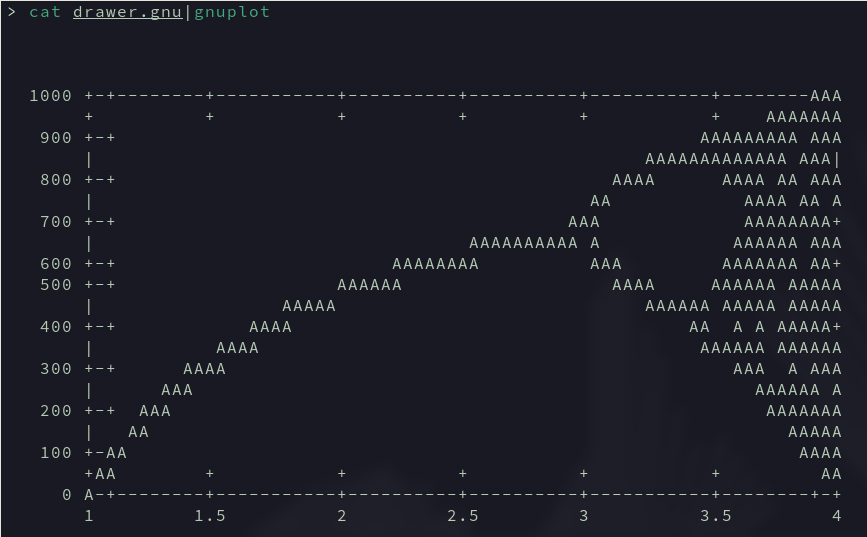 > cat drawer.gnu|gnuplot
  1000 +-+--------+-----------+----------+----------+-----------+--------AAA
       +          +           +          +          +           +    AAAAAAA
   900 +-+                                                     AAAAAAAAA AAA
       |                                                  AAAAAAAAAAAAA AAA|
   800 +-+                                             AAAA      AAAA AA AAA
       |                                             AA            AAAA AA A
   700 +-+                                         AAA             AAAAAAAA+
       |                                  AAAAAAAAAA A            AAAAAA AAA
   600 +-+                         AAAAAAAA          AAA         AAAAAAA AA+
   500 +-+                    AAAAAA                   AAAA     AAAAAA AAAAA
       |                 AAAAA                            AAAAAA AAAAA AAAAA
   400 +-+            AAAA                                    AA  A A AAAAA+
       |           AAAA                                        AAAAAA AAAAAA
   300 +-+      AAAA                                              AAA  A AAA
       |      AAA                                                   AAAAAA A
   200 +-+  AAA                                                      AAAAAAA
       |   AA                                                          AAAAA
   100 +-AA                                                             AAAA
       +AA        +           +          +          +           +         AA
     0 A-+--------+-----------+----------+----------+-----------+--------+-+
       1         1.5          2         2.5         3          3.5         4